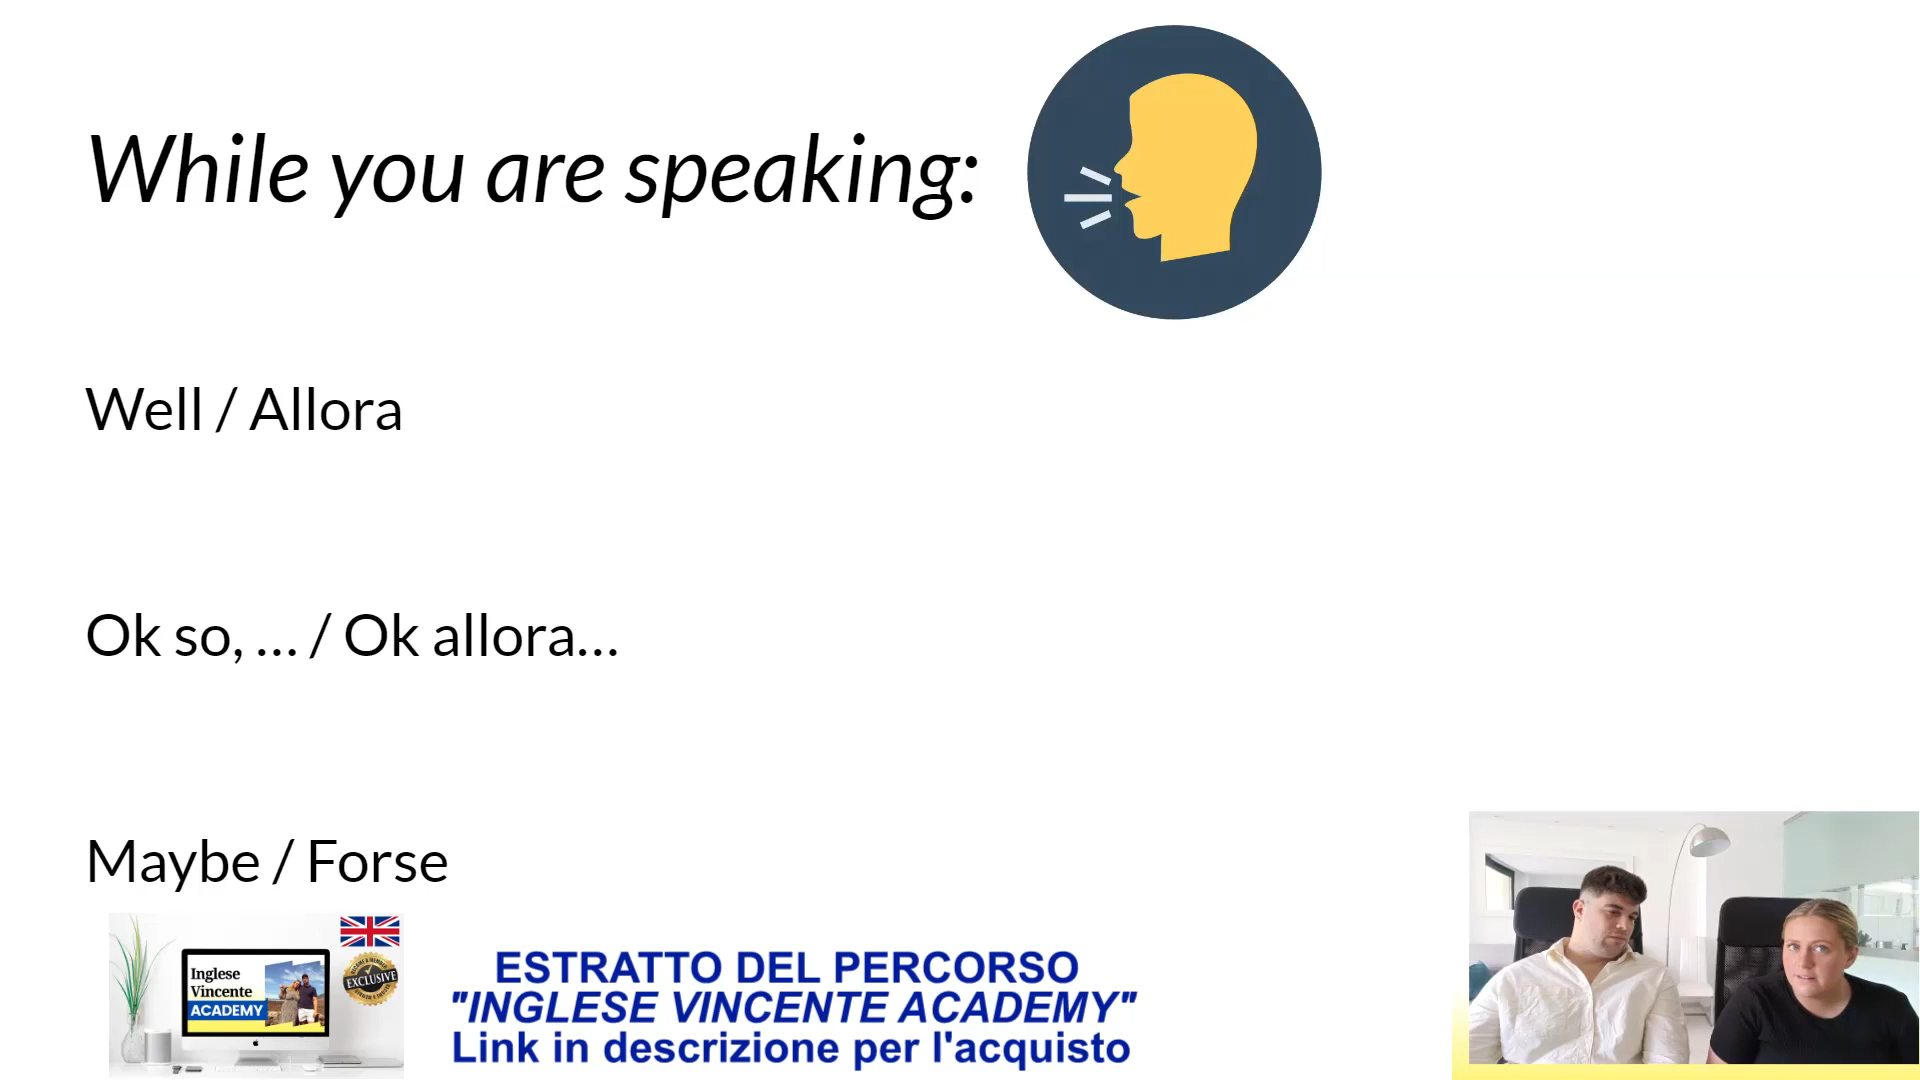 While you are speaking:
Well / Allora
Ok so, ... / Ok allora...
Maybe / Forse
Inglese
Vincente
ACADEMY
EXCLUSIVE
ESTRATTO DEL PERCORSO
"INGLESE VINCENTE ACADEMY"
Link in descrizione per l'acquisto